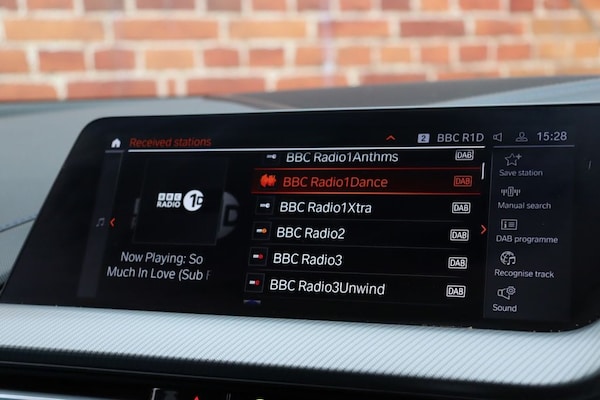 Received stations
2 BBC R1D 15:28
BBC Radio1Anthms DAB
BBC Radio1Dance DAB
BBC Radio1Xtra DAB
BBC Radio2 DAB
BBC Radio3 DAB
BBC Radio3Unwind DAB
BBC
RADIO 1D
Now Playing: So
Much In Love (Sub F
Save station
Manual search
DAB programme
Recognise track
Sound